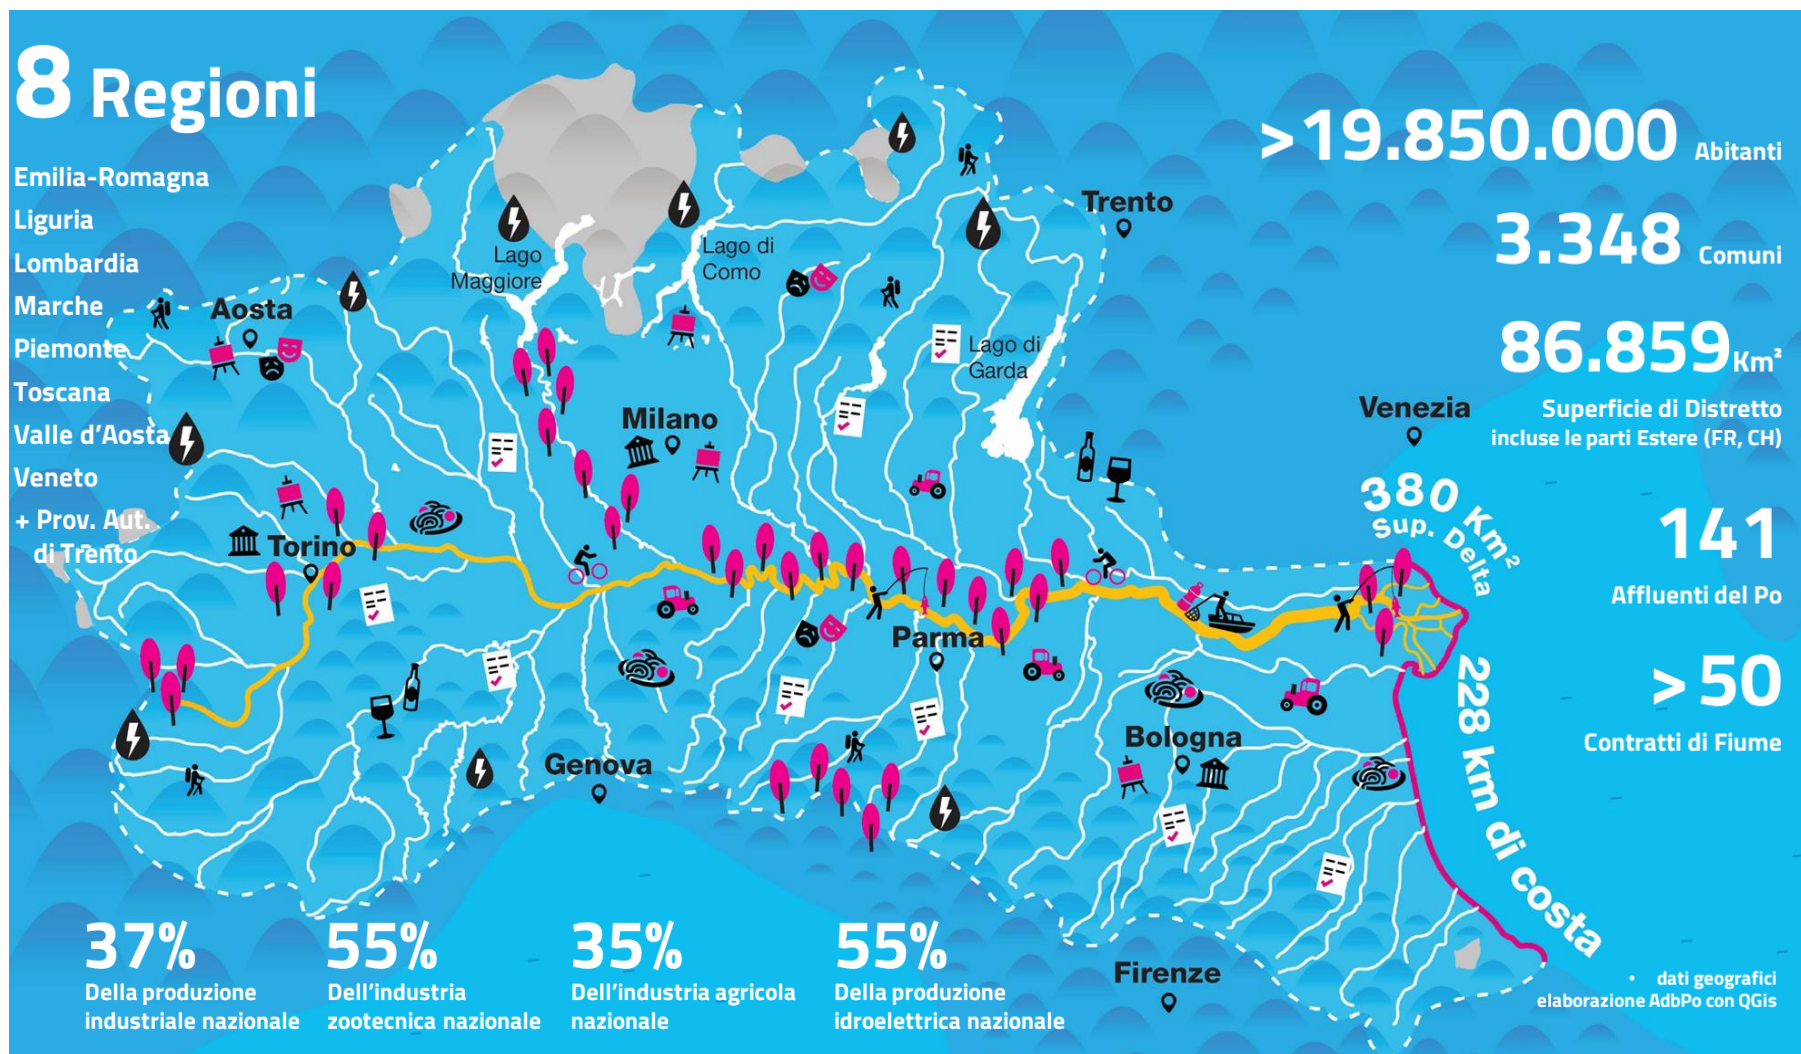 8 Regioni
Emilia-Romagna
Liguria
Lombardia
Marche
Piemonte
Toscana
Valle d'Aosta
Veneto
+ Prov. Aut.
di Trento
>19.850.000 Abitanti
3.348 Comuni
86.859 Km²
Superficie di Distretto
incluse le parti Estere (FR, CH)
141
Affluenti del Po
> 50
Contratti di Fiume
Trento
Lago
Maggiore
Lago di
Como
Aosta
Lago di
Garda
Milano
Venezia
380 Km²
Sup. Delta
Torino
Parma
228 km di costa
Genova
Bologna
Firenze
37%
Della produzione
industriale nazionale
55%
Dell'industria
zootecnica nazionale
35%
Dell'industria agricola
nazionale
55%
Della produzione
idroelettrica nazionale
• dati geografici
elaborazione AdbPo con QGis